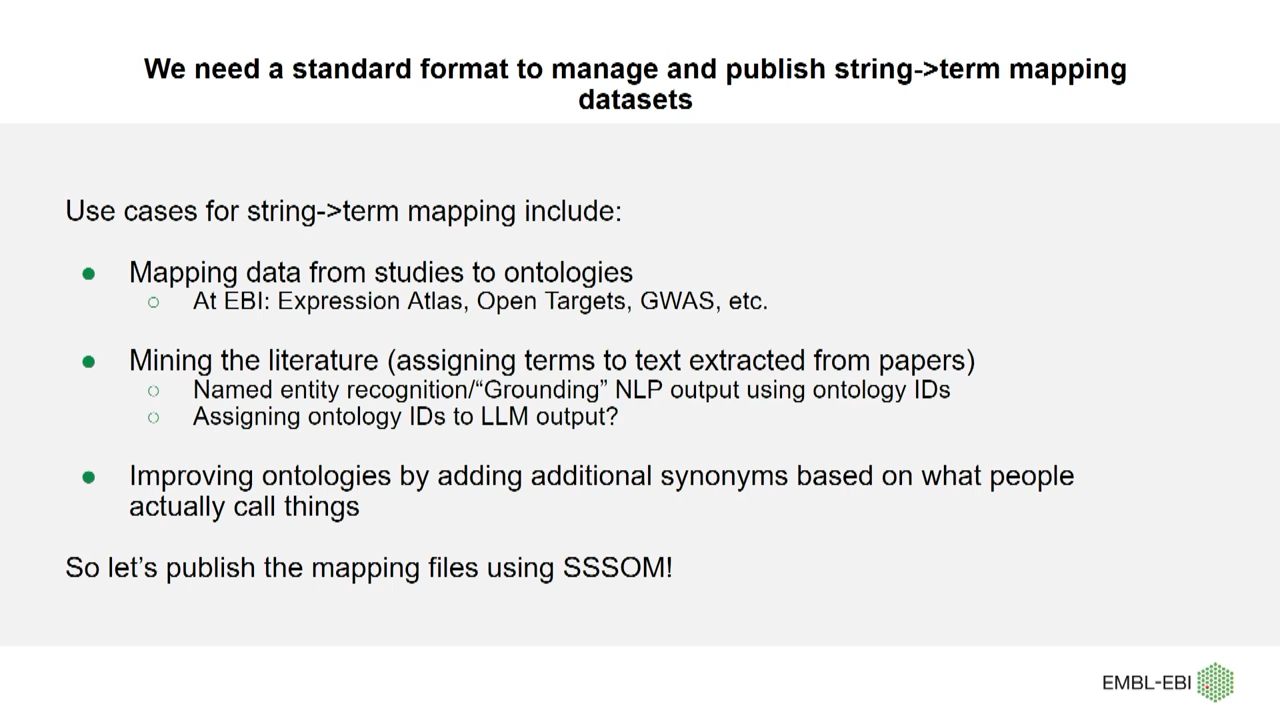 We need a standard format to manage and publish string->term mapping
datasets
Use cases for string->term mapping include:
● Mapping data from studies to ontologies
○ At EBI: Expression Atlas, Open Targets, GWAS, etc.
● Mining the literature (assigning terms to text extracted from papers)
○ Named entity recognition/“Grounding” NLP output using ontology IDs
○ Assigning ontology IDs to LLM output?
● Improving ontologies by adding additional synonyms based on what people
actually call things
So let’s publish the mapping files using SSSOM!
EMBL-EBI